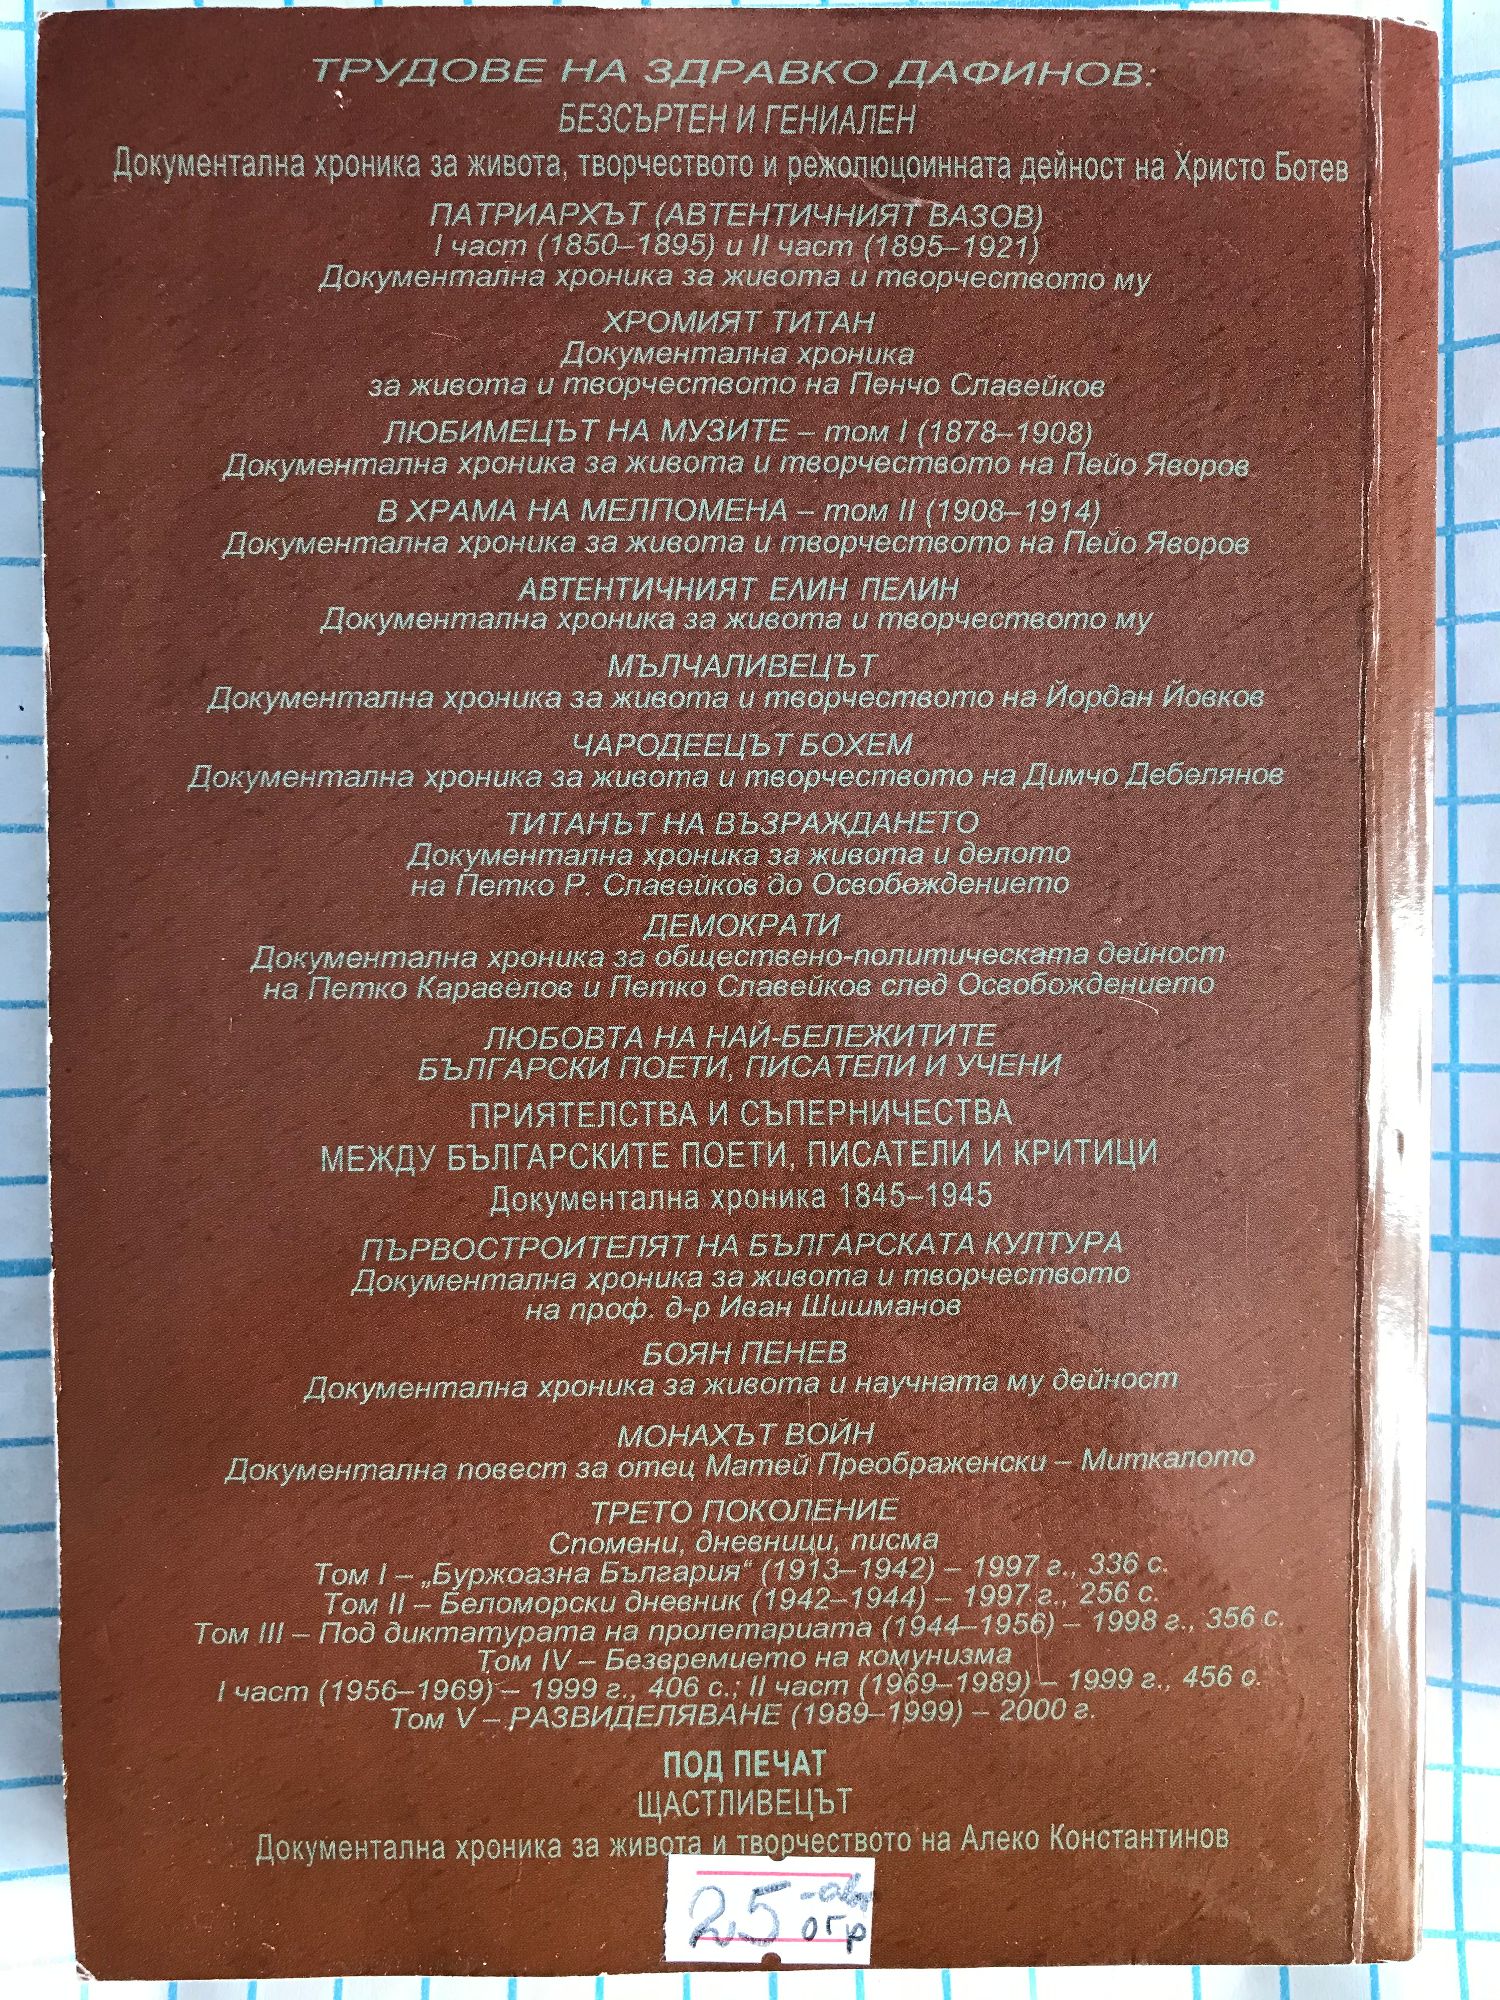 ТРУДОВЕ НА ЗДРАВКО ДАФИНОВ:
БЕЗСЪРТЕН И ГЕНИАЛЕН
Документална хроника за живота, творчеството и режолюцоинната дейност на Христо Ботев
ПАТРИАРХЪТ (АВТЕНТИЧНИЯТ ВАЗОВ)
I част (1850–1895) и II част (1895–1921)
Документална хроника за живота и творчеството му
ХРОМИЯТ ТИТАН
Документална хроника
за живота и творчеството на Пенчо Славейков
ЛЮБИМЕЦЪТ НА МУЗИТЕ – том I (1878–1908)
Документална хроника за живота и творчеството на Пейо Яворов
В ХРАМА НА МЕЛПОМЕНА – том II (1908–1914)
Документална хроника за живота и творчеството на Пейо Яворов
АВТЕНТИЧНИЯТ ЕЛИН ПЕЛИН
Документална хроника за живота и творчеството му
МЪЛЧАЛИВЕЦЪТ
Документална хроника за живота и творчеството на Йордан Йовков
ЧАРОДЕЕЦЪТ БОХЕМ
Документална хроника за живота и творчеството на Димчо Дебелянов
ТИТАНЪТ НА ВЪЗРАЖДАНЕТО
Документална хроника за живота и делото
на Петко Р. Славейков до Освобождението
ДЕМОКРАТИ
Документална хроника за обществено-политическата дейност
на Петко Каравелов и Петко Славейков след Освобождението
ЛЮБОВТА НА НАЙ-БЕЛЕЖИТИТЕ
БЪЛГАРСКИ ПОЕТИ, ПИСАТЕЛИ И УЧЕНИ
ПРИЯТЕЛСТВА И СЪПЕРНИЧЕСТВА
МЕЖДУ БЪЛГАРСКИТЕ ПОЕТИ, ПИСАТЕЛИ И КРИТИЦИ
Документална хроника 1845–1945
ПЪРВОСТРОИТЕЛЯТ НА БЪЛГАРСКАТА КУЛТУРА
Документална хроника за живота и творчеството
на проф. д-р Иван Шишманов
БОЯН ПЕНЕВ
Документална хроника за живота и научната му дейност
МОНАХЪТ ВОЙН
Документална повест за отец Матей Преображенски – Миткалото
ТРЕТО ПОКОЛЕНИЕ
Спомени, дневници, писма
Том I – „Буржоазна България“ (1913–1942) – 1997 г., 336 с.
Том II – Беломорски дневник (1942–1944) – 1997 г., 256 с.
Том III – Под диктатурата на пролетариата (1944–1956) – 1998 г., 356 с.
Том IV – Безвремието на комунизма
I част (1956–1969) – 1999 г., 406 с.; II част (1969–1989) – 1999 г., 456 с.
Том V – РАЗВИДЕЛЯВАНЕ (1989–1999) – 2000 г.
ПОД ПЕЧАТ
ЩАСТЛИВЕЦЪТ
Документална хроника за живота и творчеството на Алеко Константинов
25
огр